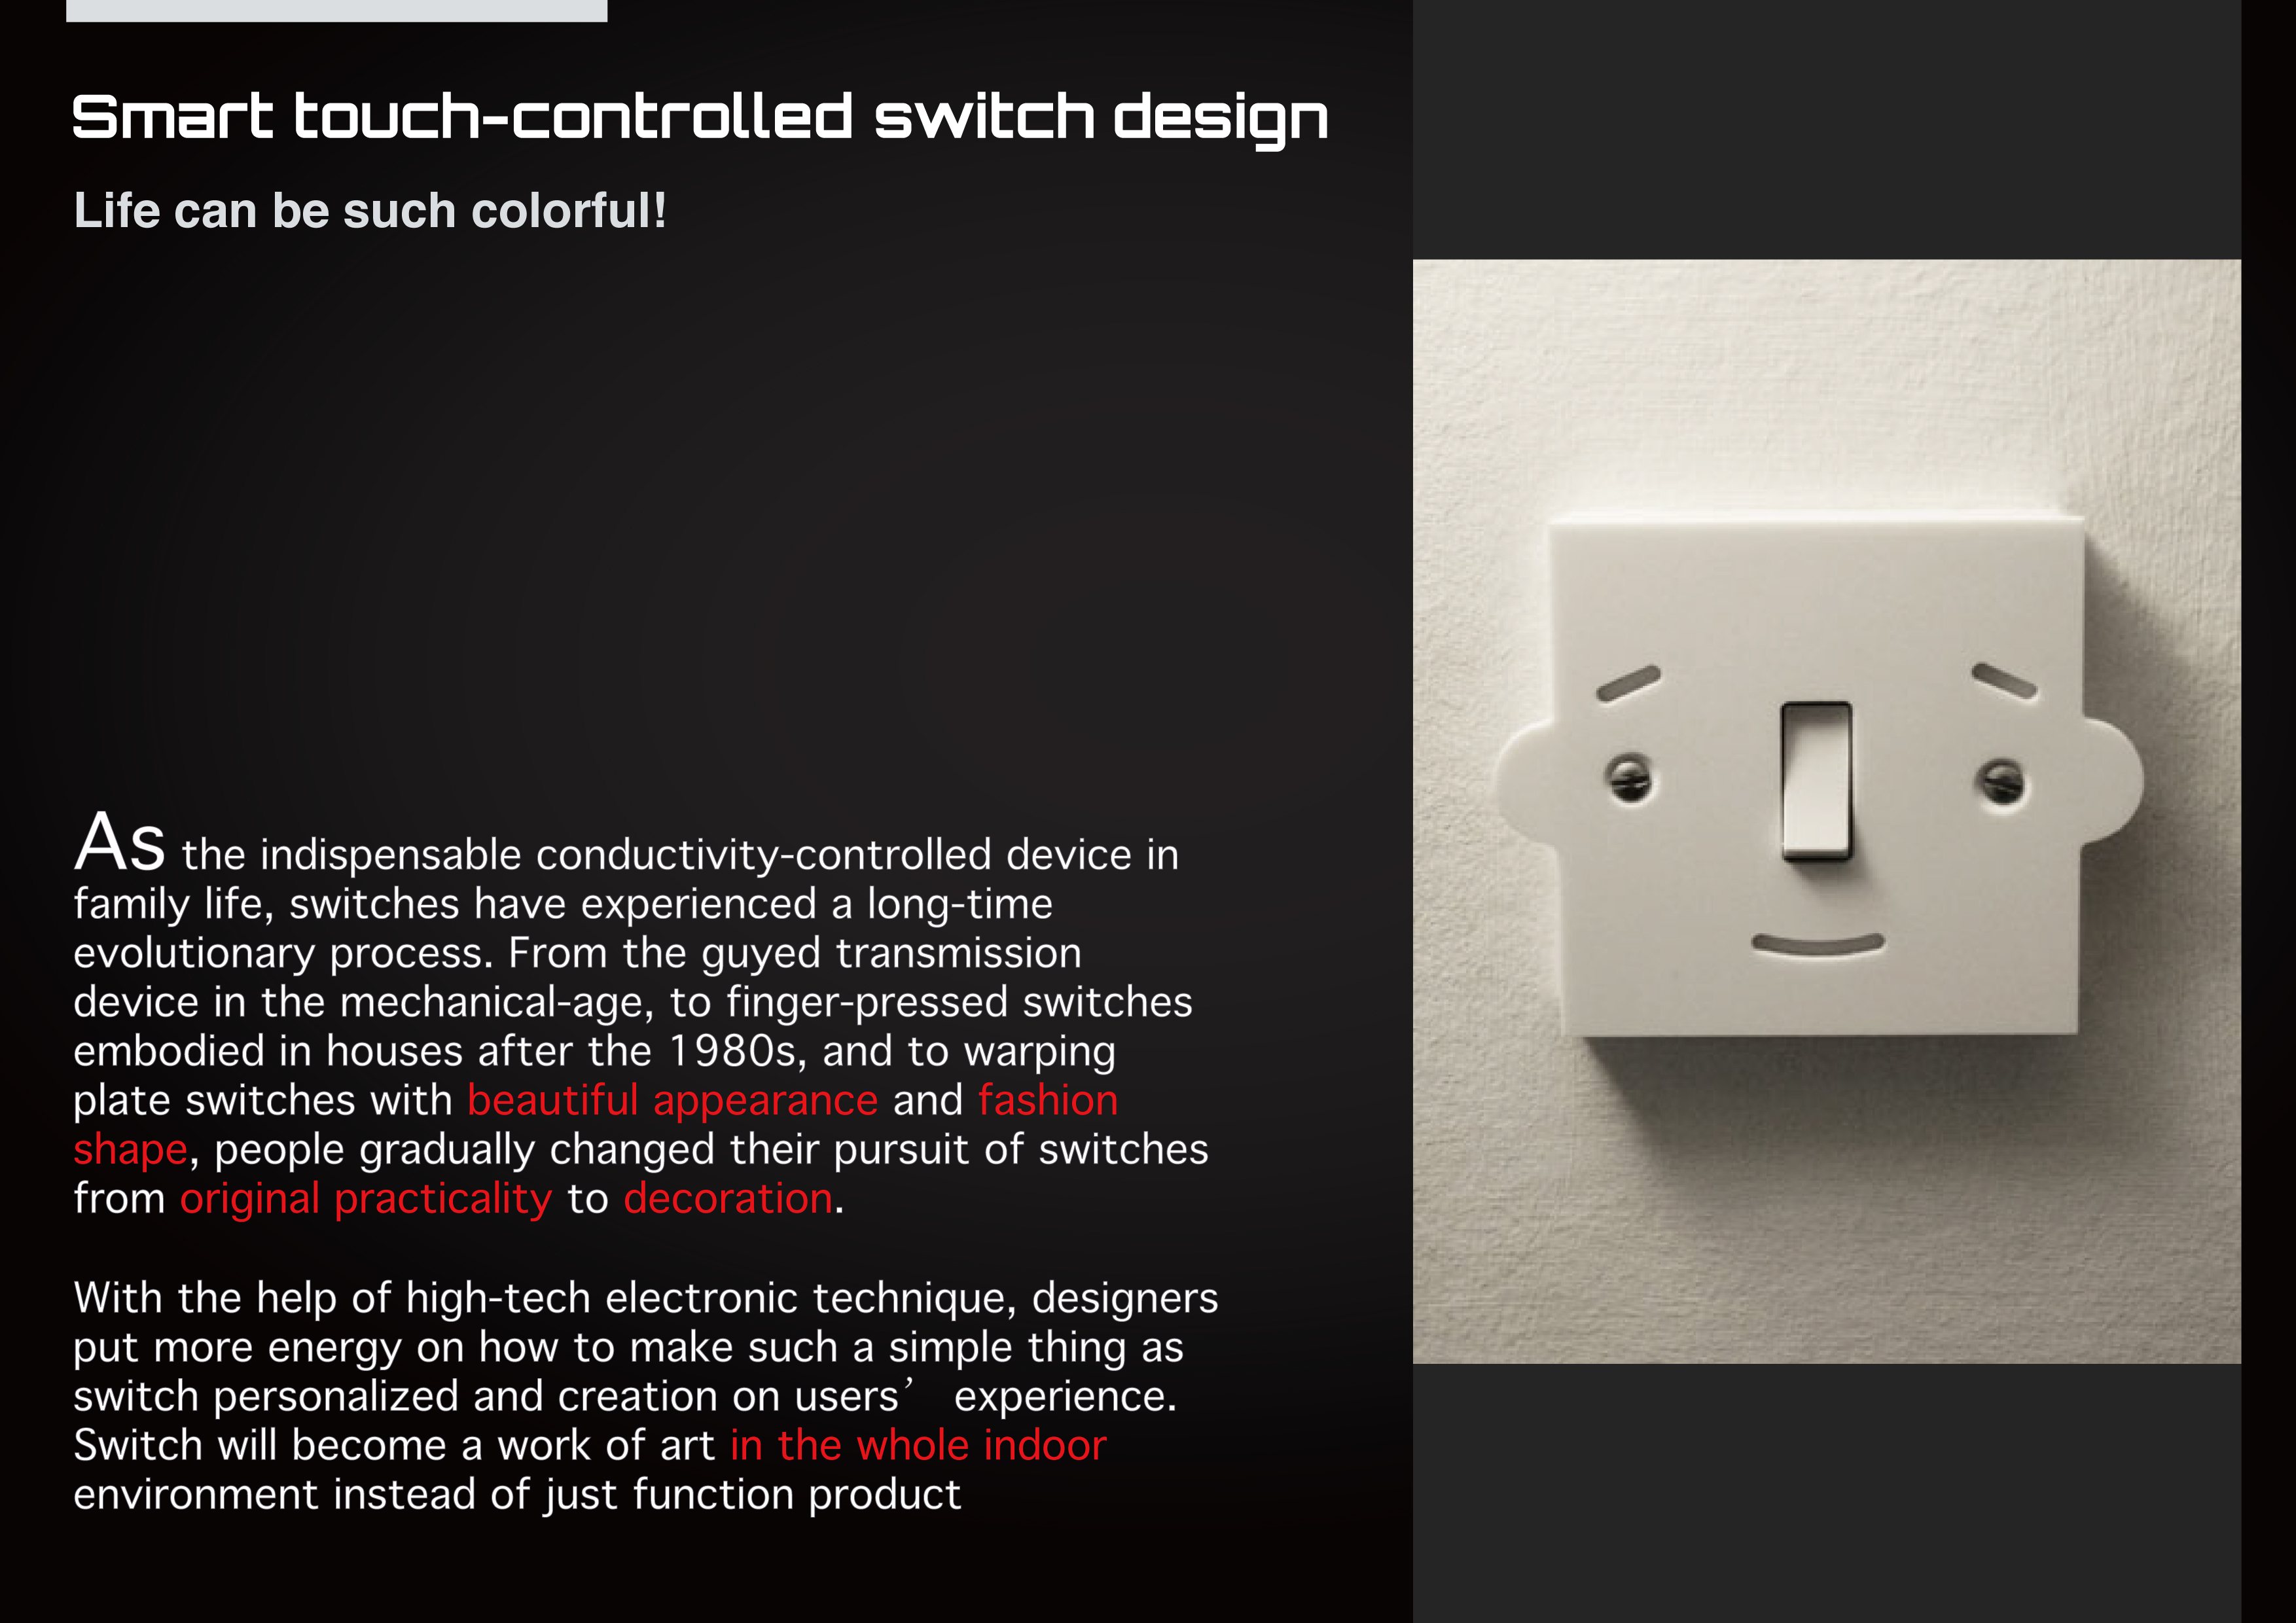 Smart touch-controlled switch design
Life can be such colorful!
As the indispensable conductivity-controlled device in
family life, switches have experienced a long-time
evolutionary process. From the guyed transmission
device in the mechanical-age, to finger-pressed switches
embodied in houses after the 1980s, and to warping
plate switches with beautiful appearance and fashion
shape, people gradually changed their pursuit of switches
from original practicality to decoration.
With the help of high-tech electronic technique, designers
put more energy on how to make such a simple thing as
switch personalized and creation on users’ experience.
Switch will become a work of art in the whole indoor
environment instead of just function product